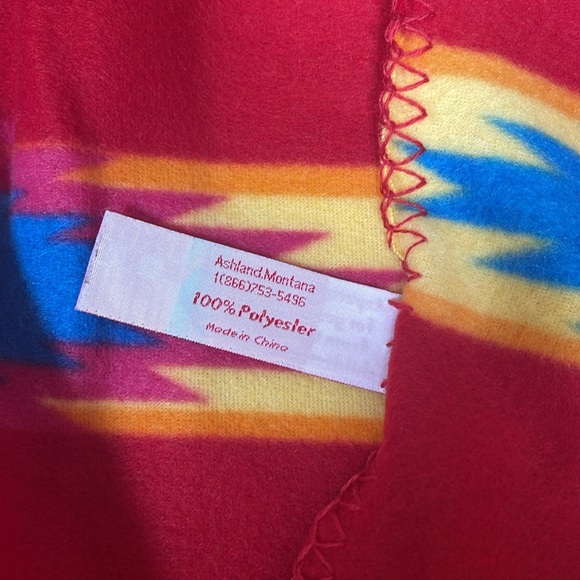 Ashland,Montana
1(866)753-5496
100% Polyester
Made in China